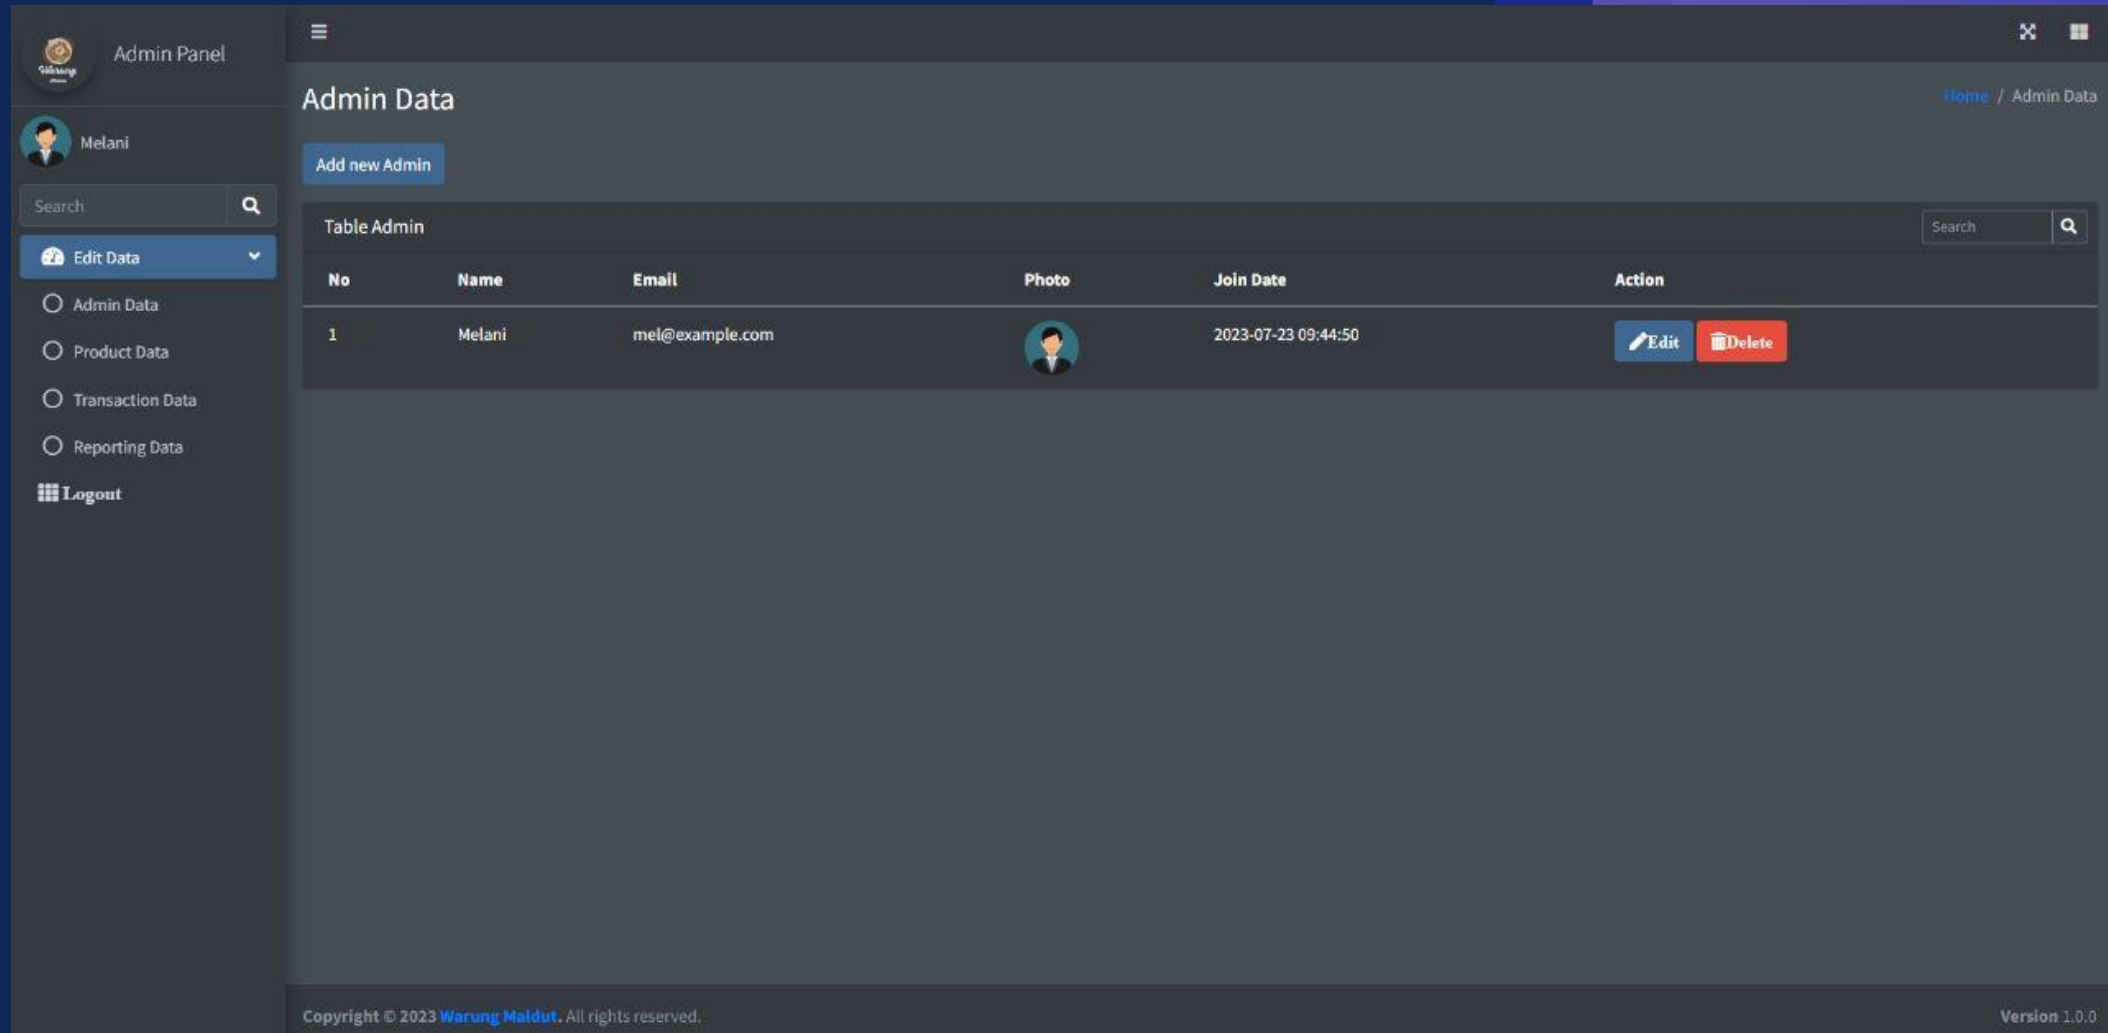 Warung
Admin Panel
Melani
Search
Edit Data
Admin Data
Product Data
Transaction Data
Reporting Data
Logout
Admin Data
Home / Admin Data
Add new Admin
Table Admin
Search
No Name Email Photo Join Date Action
1 Melani mel@example.com 2023-07-23 09:44:50 Edit Delete
Copyright © 2023 Warung Maldut. All rights reserved.
Version 1.0.0